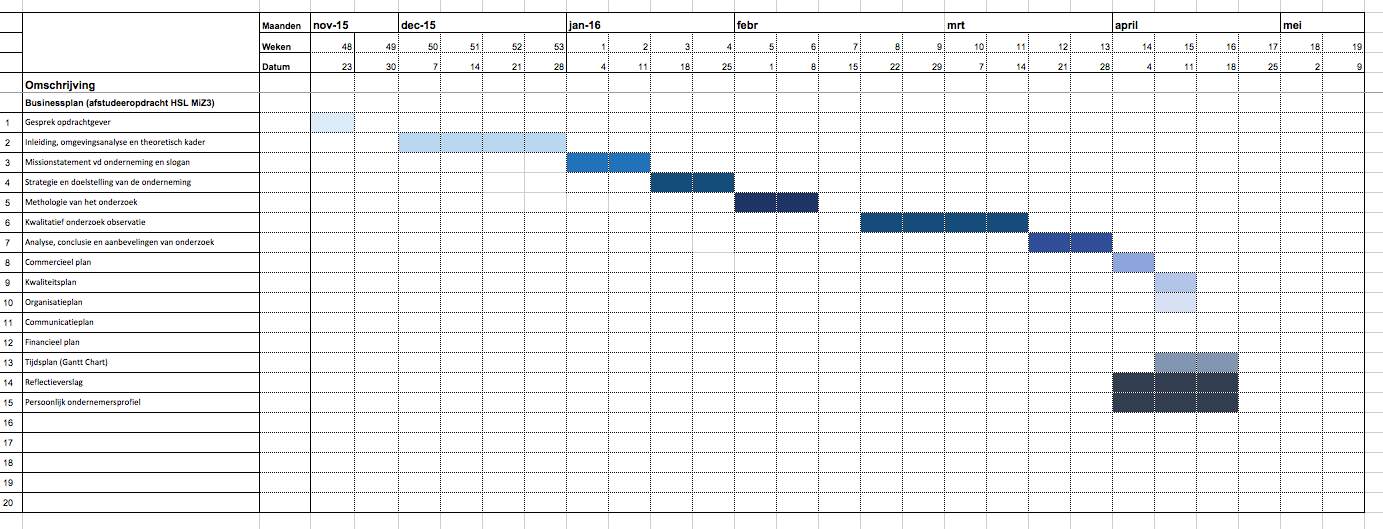 Maanden nov-15 dec-15 jan-16 febr mrt april mei
Weken 48 49 50 51 52 53 1 2 3 4 5 6 7 8 9 10 11 12 13 14 15 16 17 18 19
Datum 23 30 7 14 21 28 4 11 18 25 1 8 15 22 29 7 14 21 28 4 11 18 25 2 9
Omschrijving
Businessplan (afstudeeropdracht HSL MiZ3)
1 Gesprek opdrachtgever
2 Inleiding, omgevingsanalyse en theoretisch kader
3 Missionstatement vd onderneming en slogan
4 Strategie en doelstelling van de onderneming
5 Methologie van het onderzoek
6 Kwalitatief onderzoek observatie
7 Analyse, conclusie en aanbevelingen van onderzoek
8 Commercieel plan
9 Kwaliteitsplan
10 Organisatieplan
11 Communicatieplan
12 Financieel plan
13 Tijdsplan (Gantt Chart)
14 Reflectieverslag
15 Persoonlijk ondernemersprofiel
16
17
18
19
20